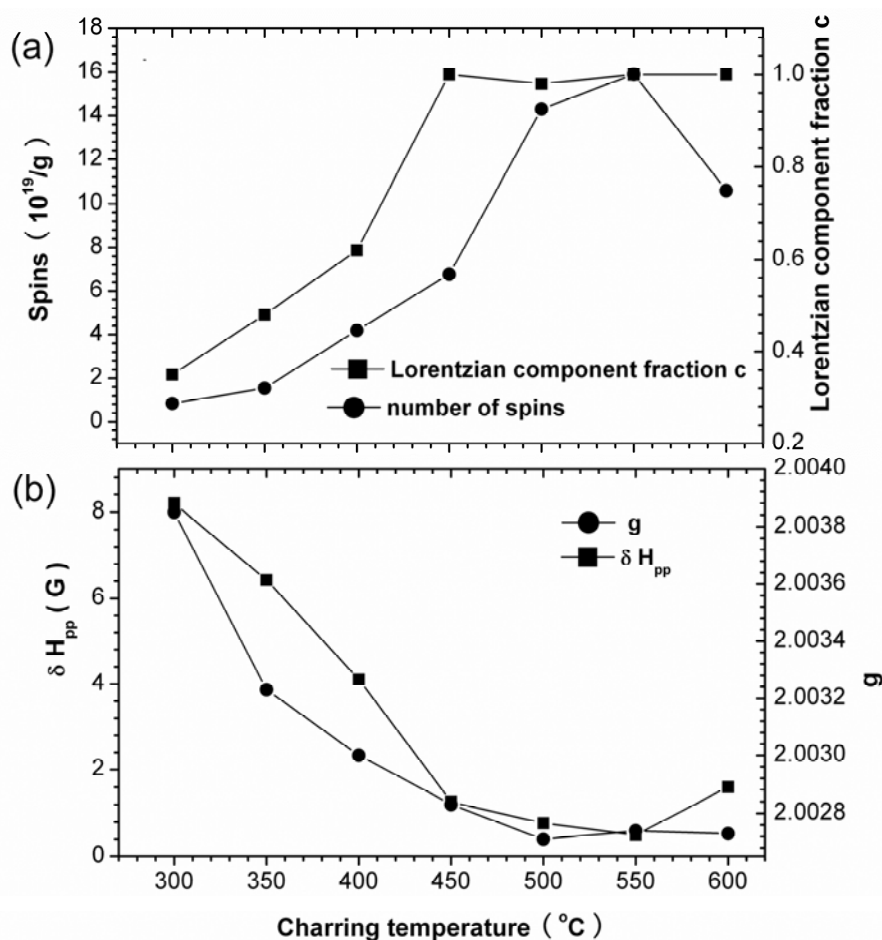 (a)
18
16
14
12
10
8
6
4
2
0
Spins ( 10^19/g )
1.0
0.8
0.6
0.4
0.2
Lorentzian component fraction c
Lorentzian component fraction c
number of spins
(b)
8
6
4
2
0
δ H_pp ( G )
2.0040
2.0038
2.0036
2.0034
2.0032
2.0030
2.0028
g
g
δ H_pp
300 350 400 450 500 550 600
Charring temperature ( °C )